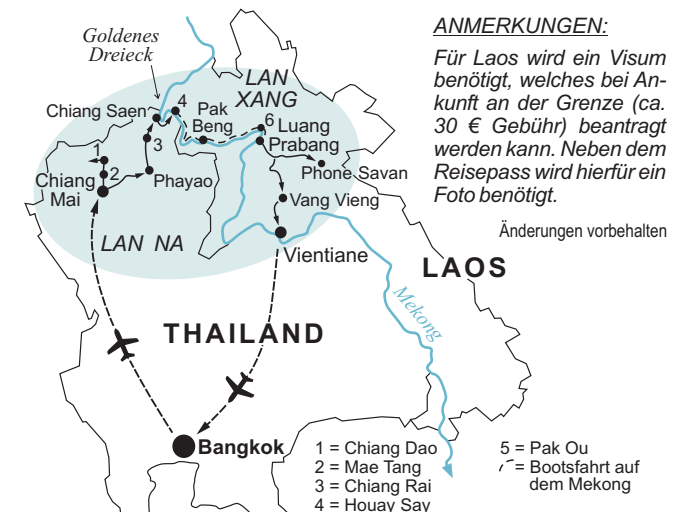 Goldenes
Dreieck
LAN
XANG
Chiang Saen
4
Pak
Beng
6
Luang
Prabang
1
3
2
Chiang
Mai
Phayao
Phone Savan
Vang Vieng
LAN NA
Vientiane
LAOS
Mekong
THAILAND
Bangkok
ANMERKUNGEN:
Für Laos wird ein Visum
benötigt, welches bei An-
kunft an der Grenze (ca.
30 € Gebühr) beantragt
werden kann. Neben dem
Reisepass wird hierfür ein
Foto benötigt.
Änderungen vorbehalten
1 = Chiang Dao
2 = Mae Tang
3 = Chiang Rai
4 = Houay Say
5 = Pak Ou
= Bootsfahrt auf
dem Mekong